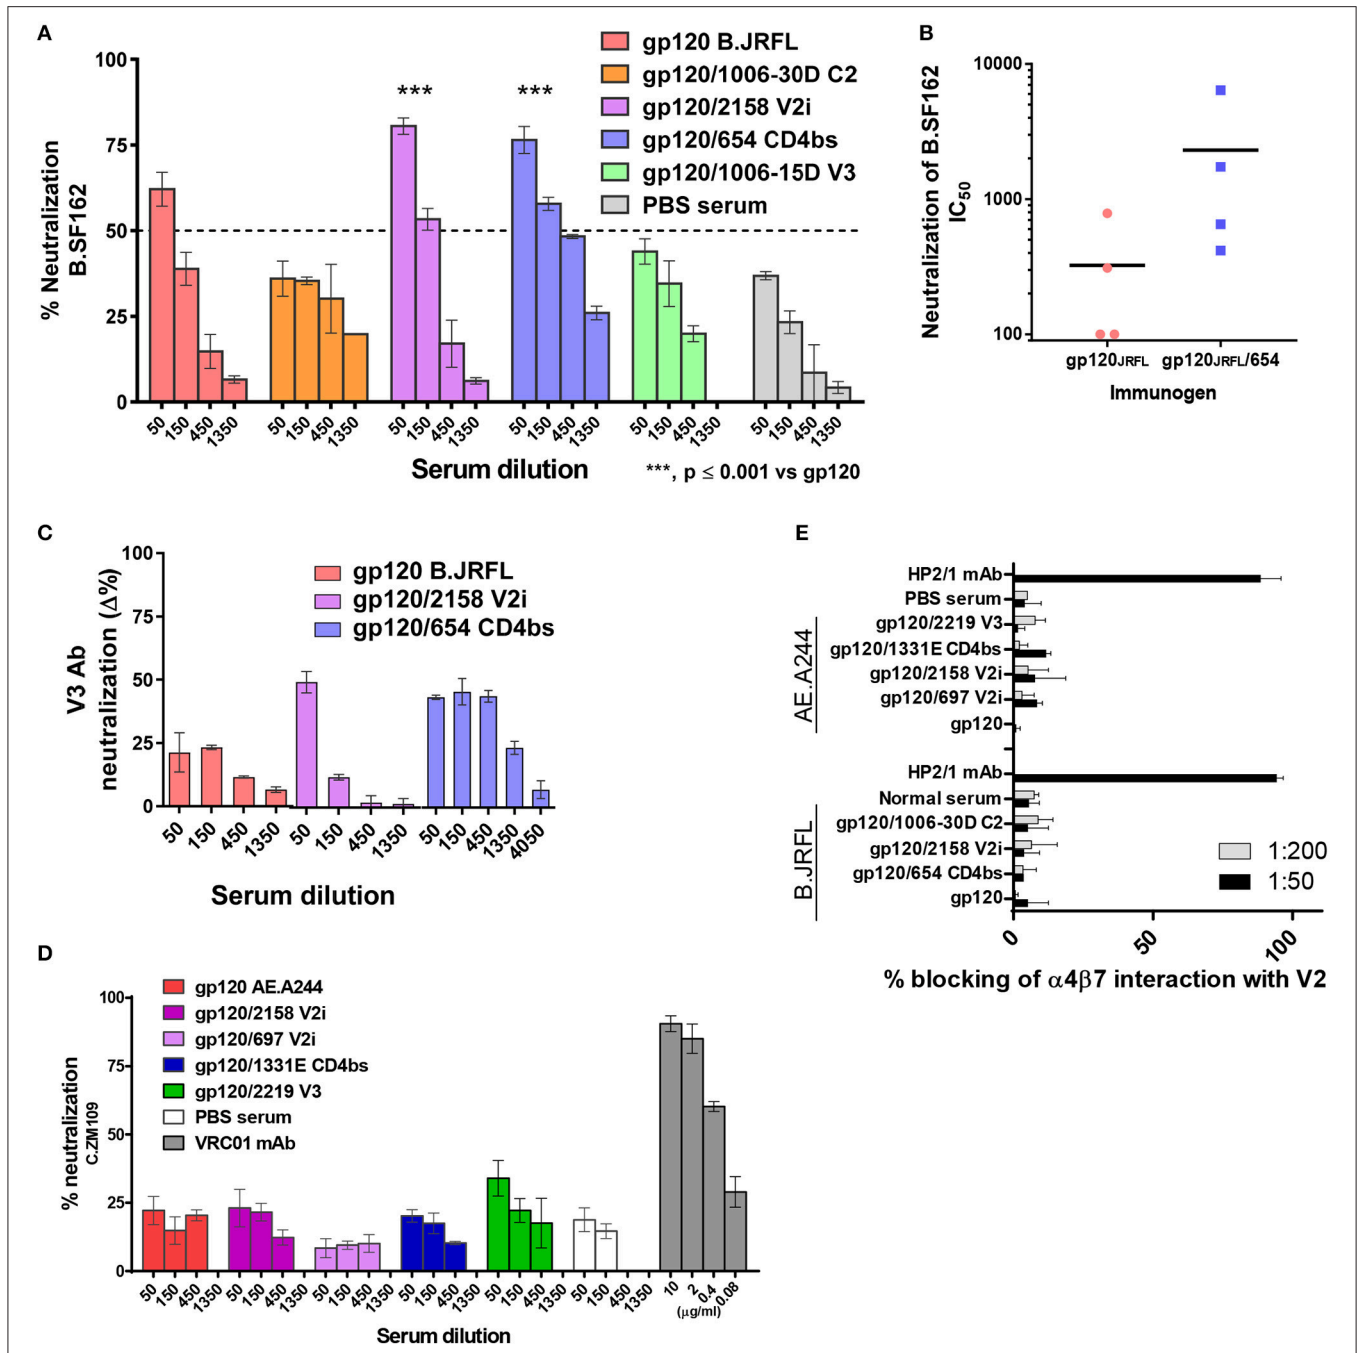 A
% Neutralization
B.SF162
100
75
50
25
0
gp120 B.JRFL
gp120/1006-30D C2
gp120/2158 V2i
gp120/654 CD4bs
gp120/1006-15D V3
PBS serum
***
***
50 150 450 1350 50 150 450 1350 50 150 450 1350 50 150 450 1350 50 150 450 1350 50 150 450 1350
Serum dilution
***, p ≤ 0.001 vs gp120
B
Neutralization of B.SF162
IC50
10000
1000
100
gp120JRFL gp120JRFL/654
Immunogen
C
V3 Ab
neutralization (Δ%)
100
75
50
25
0
gp120 B.JRFL
gp120/2158 V2i
gp120/654 CD4bs
50 150 450 1350 50 150 450 1350 50 150 450 1350 4050
Serum dilution
E
AE.A244
HP2/1 mAb
PBS serum
gp120/2219 V3
gp120/1331E CD4bs
gp120/2158 V2i
gp120/697 V2i
gp120
B.JRFL
HP2/1 mAb
Normal serum
gp120/1006-30D C2
gp120/2158 V2i
gp120/654 CD4bs
gp120
1:200
1:50
0 50 100
% blocking of α4β7 interaction with V2
D
% neutralization
C.ZM109
100
75
50
25
0
gp120 AE.A244
gp120/2158 V2i
gp120/697 V2i
gp120/1331E CD4bs
gp120/2219 V3
PBS serum
VRC01 mAb
50 150 450 1350 50 150 450 1350 50 150 450 1350 50 150 450 1350 50 150 450 1350 50 150 450 1350 10 2 0.4 0.08
(µg/ml)
Serum dilution